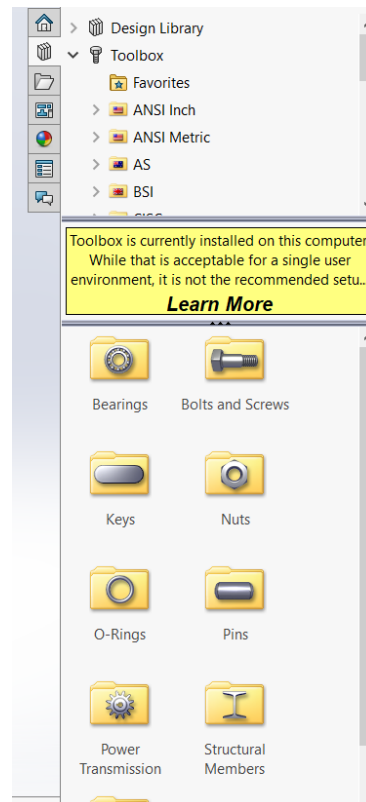 Design Library
Toolbox
Favorites
ANSI Inch
ANSI Metric
AS
BSI
Toolbox is currently installed on this computer
While that is acceptable for a single user
environment, it is not the recommended setu...
Learn More
Bearings
Bolts and Screws
Keys
Nuts
O-Rings
Pins
Power
Transmission
Structural
Members